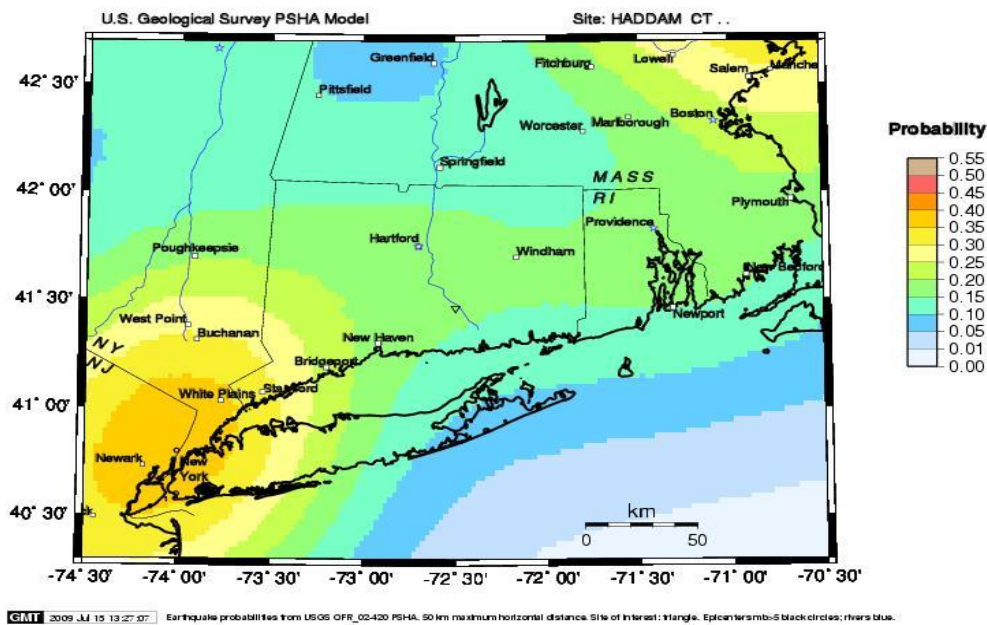 U.S. Geological Survey PSHA Model
Site: HADDAM CT . .
42 30'
42 00'
41 30'
41 00'
40 30'
Greenfield
Pittsfield
Fitchburg
Lowell
Salem
Manche
Worcester
Marlborough
Boston
Springfield
MASS
RI
Plymouth
Providence
Poughkeepsie
Hartford
Windham
New Bedford
West Point
Buchanan
New Haven
Newport
NY
NJ
Bridgeport
White Plains
Stamford
Newark
New
York
km
0
50
-74 30'
-74 00'
-73 30'
-73 00'
-72 30'
-72 00'
-71 30'
-71 00'
-70 30'
Probability
0.55
0.50
0.45
0.40
0.35
0.30
0.25
0.20
0.15
0.10
0.05
0.01
0.00
GMT 2009 Jul 15 13:27:07 Earthquake probabilities from USGS OFR_02-420 PSHA. 50 km maximum horizontal distance. Site of interest: triangle. Epicenters mb>5 black circles; rivers blue.